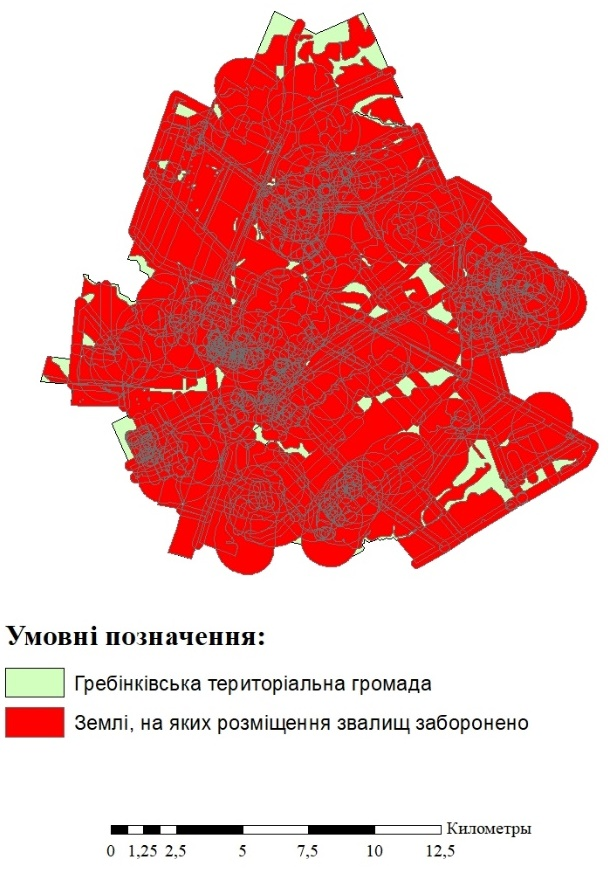 Умовні позначення:
Гребінківська територіальна громада
Землі, на яких розміщення звалищ заборонено
Километры
0 1,25 2,5 5 7,5 10 12,5